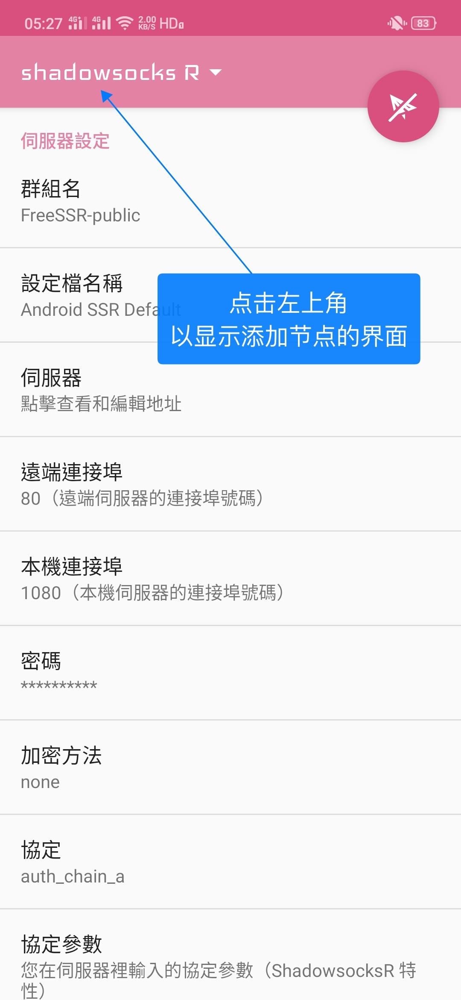 05:27 4G+ 4G 2.00 KB/S HD1 83
shadowsocks R
伺服器設定
群組名
FreeSSR-public
設定檔名稱
Android SSR Default
点击左上角
以显示添加节点的界面
伺服器
點擊查看和編輯地址
遠端連接埠
80（遠端伺服器的連接埠號碼）
本機連接埠
1080（本機伺服器的連接埠號碼）
密碼
**********
加密方法
none
協定
auth_chain_a
協定參數
您在伺服器裡輸入的協定參數（ShadowsocksR 特
性）